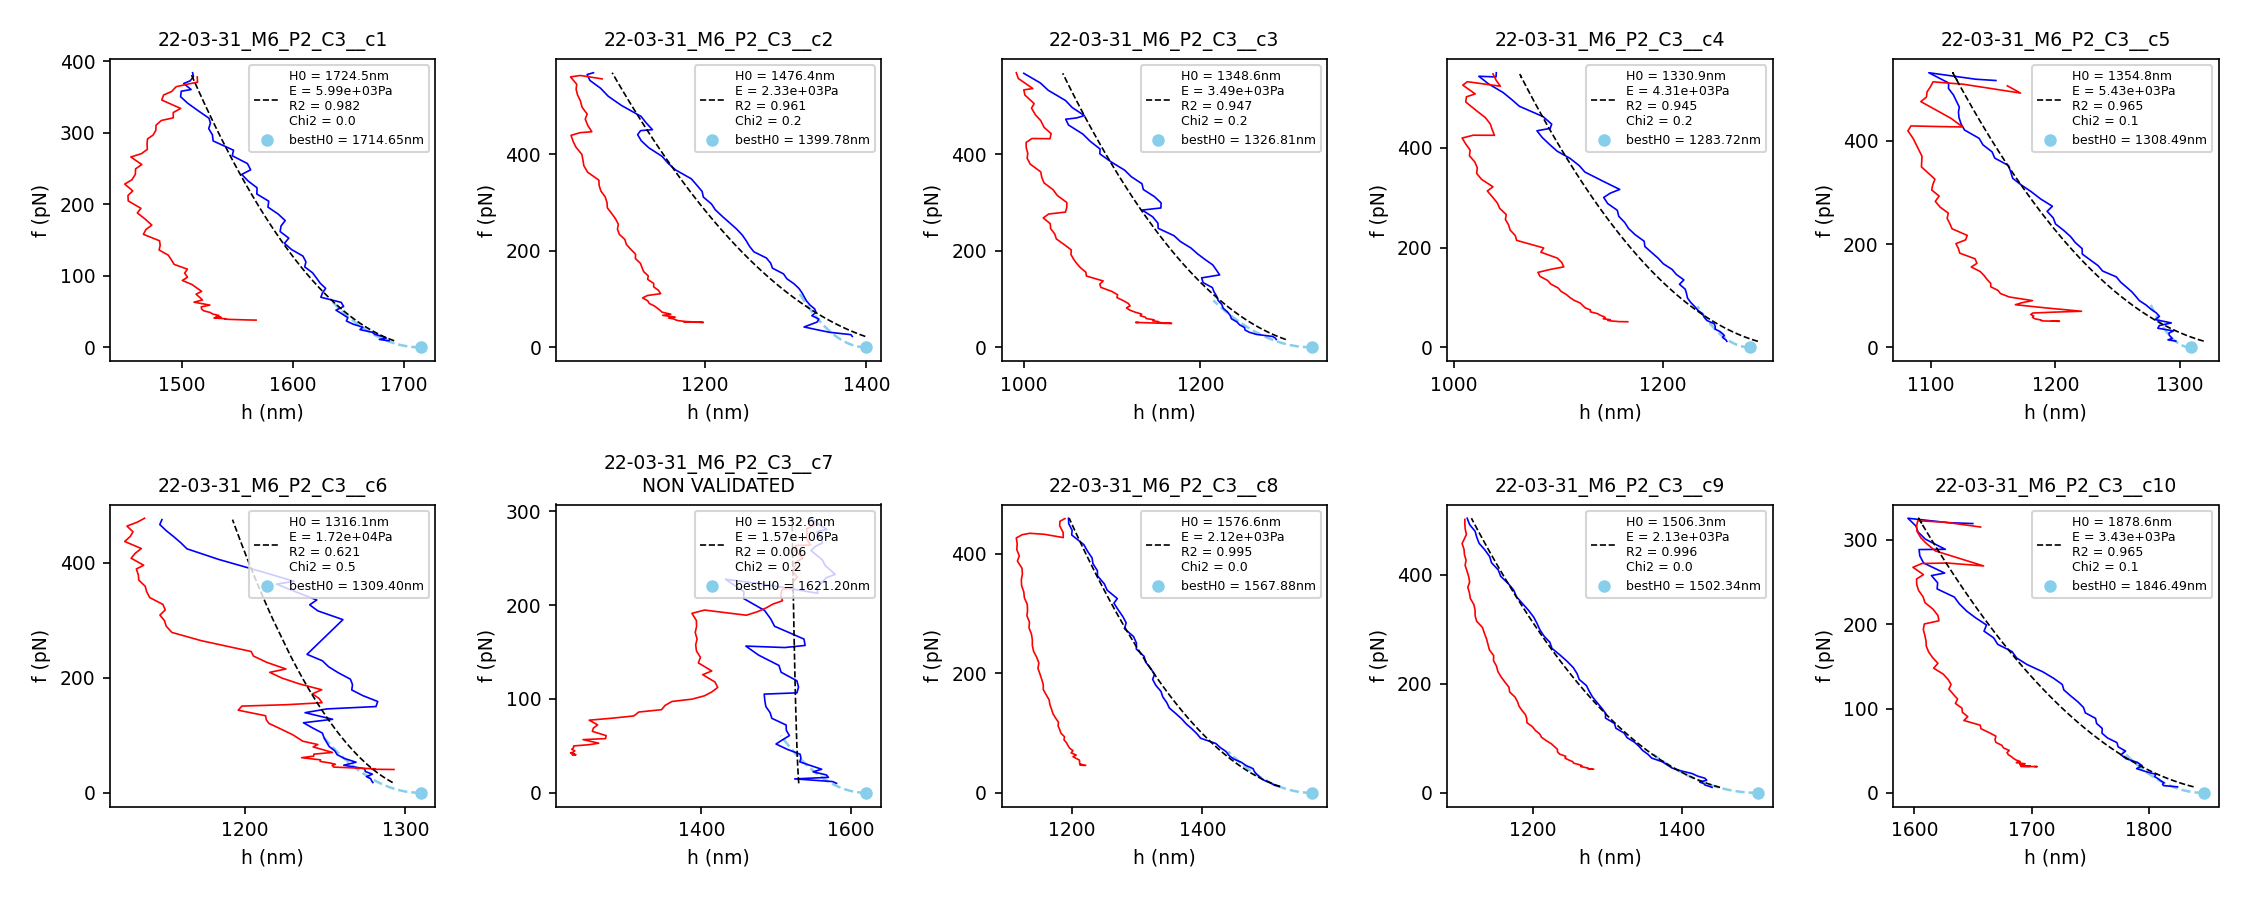 22-03-31_M6_P2_C3__c1
H0 = 1724.5nm
E = 5.99e+03Pa
R2 = 0.982
Chi2 = 0.0
bestH0 = 1714.65nm
400
300
200
100
0
f (pN)
1500
1600
1700
h (nm)
22-03-31_M6_P2_C3__c2
H0 = 1476.4nm
E = 2.33e+03Pa
R2 = 0.961
Chi2 = 0.2
bestH0 = 1399.78nm
400
200
0
f (pN)
1200
1400
h (nm)
22-03-31_M6_P2_C3__c3
H0 = 1348.6nm
E = 3.49e+03Pa
R2 = 0.947
Chi2 = 0.2
bestH0 = 1326.81nm
400
200
0
f (pN)
1000
1200
h (nm)
22-03-31_M6_P2_C3__c4
H0 = 1330.9nm
E = 4.31e+03Pa
R2 = 0.945
Chi2 = 0.2
bestH0 = 1283.72nm
400
200
0
f (pN)
1000
1200
h (nm)
22-03-31_M6_P2_C3__c5
H0 = 1354.8nm
E = 5.43e+03Pa
R2 = 0.965
Chi2 = 0.1
bestH0 = 1308.49nm
400
200
0
f (pN)
1100
1200
1300
h (nm)
22-03-31_M6_P2_C3__c6
H0 = 1316.1nm
E = 1.72e+04Pa
R2 = 0.621
Chi2 = 0.5
bestH0 = 1309.40nm
400
200
0
f (pN)
1200
1300
h (nm)
22-03-31_M6_P2_C3__c7
NON VALIDATED
H0 = 1532.6nm
E = 1.57e+06Pa
R2 = 0.006
Chi2 = 0.2
bestH0 = 1621.20nm
300
200
100
0
f (pN)
1400
1600
h (nm)
22-03-31_M6_P2_C3__c8
H0 = 1576.6nm
E = 2.12e+03Pa
R2 = 0.995
Chi2 = 0.0
bestH0 = 1567.88nm
400
200
0
f (pN)
1200
1400
h (nm)
22-03-31_M6_P2_C3__c9
H0 = 1506.3nm
E = 2.13e+03Pa
R2 = 0.996
Chi2 = 0.0
bestH0 = 1502.34nm
400
200
0
f (pN)
1200
1400
h (nm)
22-03-31_M6_P2_C3__c10
H0 = 1878.6nm
E = 3.43e+03Pa
R2 = 0.965
Chi2 = 0.1
bestH0 = 1846.49nm
300
200
100
0
f (pN)
1600
1700
1800
h (nm)